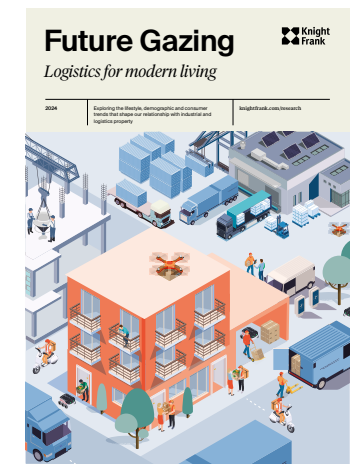 Future Gazing
Knight
Frank
Logistics for modern living
2024
Exploring the lifestyle, demographic and consumer
trends that shape our relationship with industrial and
logistics property
knightfrank.com/research